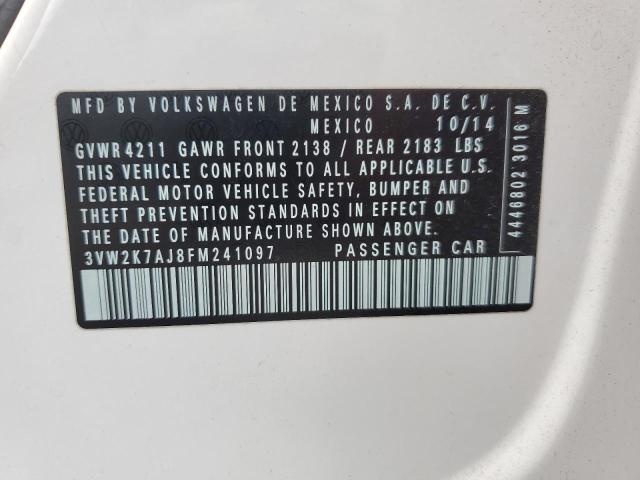 MFD BY VOLKSWAGEN DE MEXICO S.A. DE C.V.
MEXICO 10/14
GVWR 4211 GAWR FRONT 2138 / REAR 2183 LBS
THIS VEHICLE CONFORMS TO ALL APPLICABLE U.S.
FEDERAL MOTOR VEHICLE SAFETY, BUMPER AND
THEFT PREVENTION STANDARDS IN EFFECT ON
THE DATE OF MANUFACTURE SHOWN ABOVE.
3VW2K7AJ8FM241097 PASSENGER CAR
4446802 3016 M